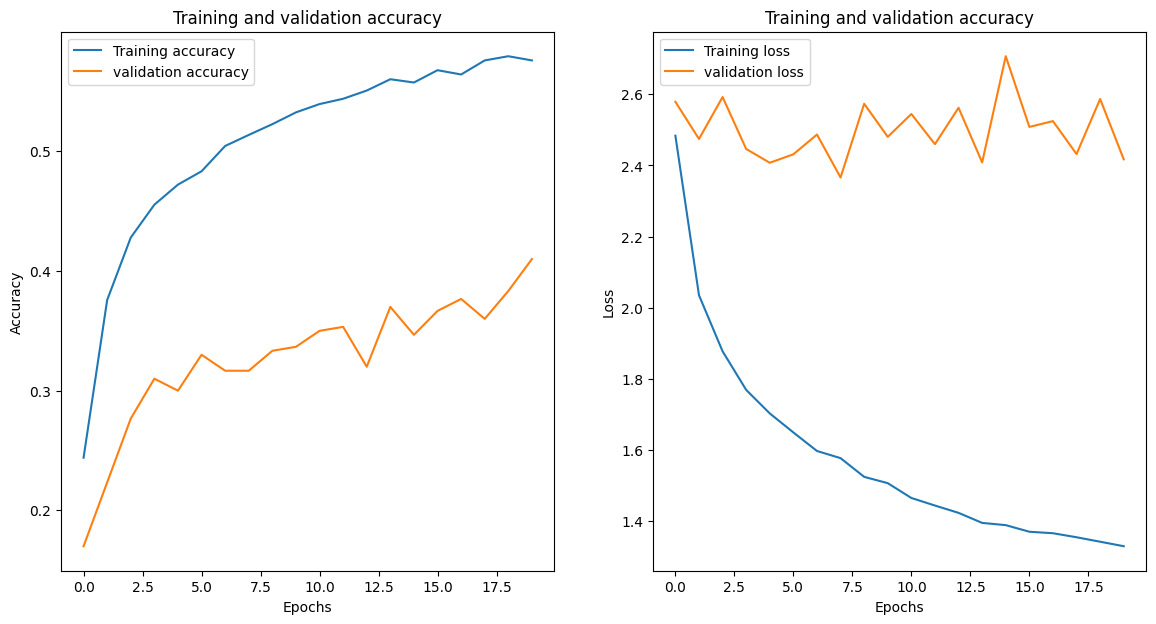 Training and validation accuracy
Training accuracy
validation accuracy
Accuracy
0.5
0.4
0.3
0.2
0.0 2.5 5.0 7.5 10.0 12.5 15.0 17.5
Epochs
Training and validation accuracy
Training loss
validation loss
Loss
2.6
2.4
2.2
2.0
1.8
1.6
1.4
0.0 2.5 5.0 7.5 10.0 12.5 15.0 17.5
Epochs